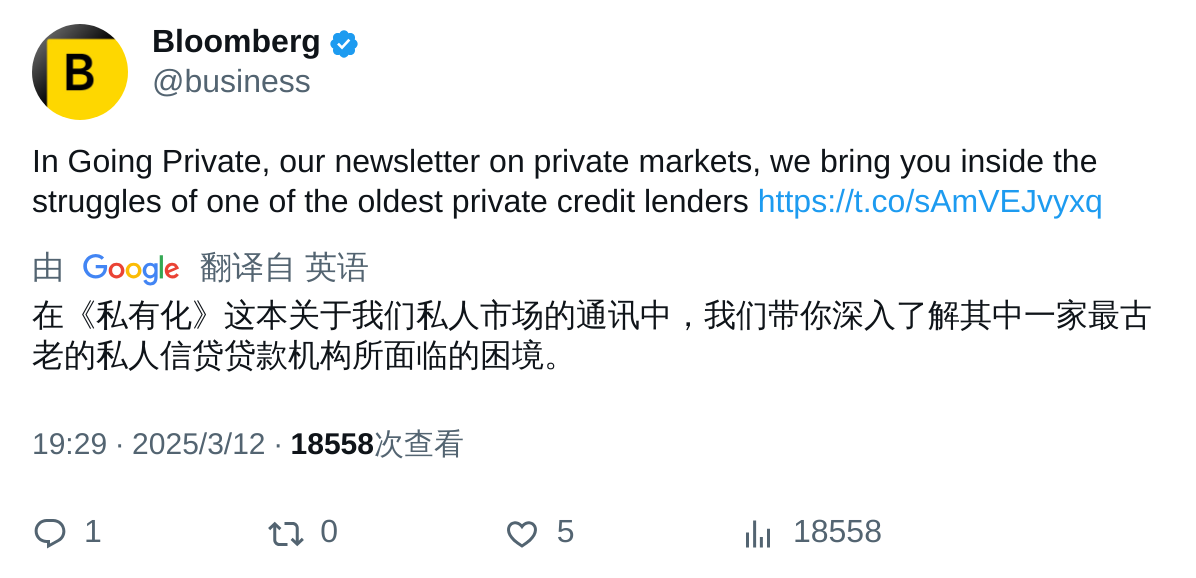 B
Bloomberg
@business
In Going Private, our newsletter on private markets, we bring you inside the
struggles of one of the oldest private credit lenders https://t.co/sAmVEJvyxq
由 Google 翻译自 英语
在《私有化》这本关于我们私人市场的通讯中，我们带你深入了解其中一家最古
老的私人信贷贷款机构所面临的困境。
19:29 · 2025/3/12 · 18558次查看
1 0 5 18558